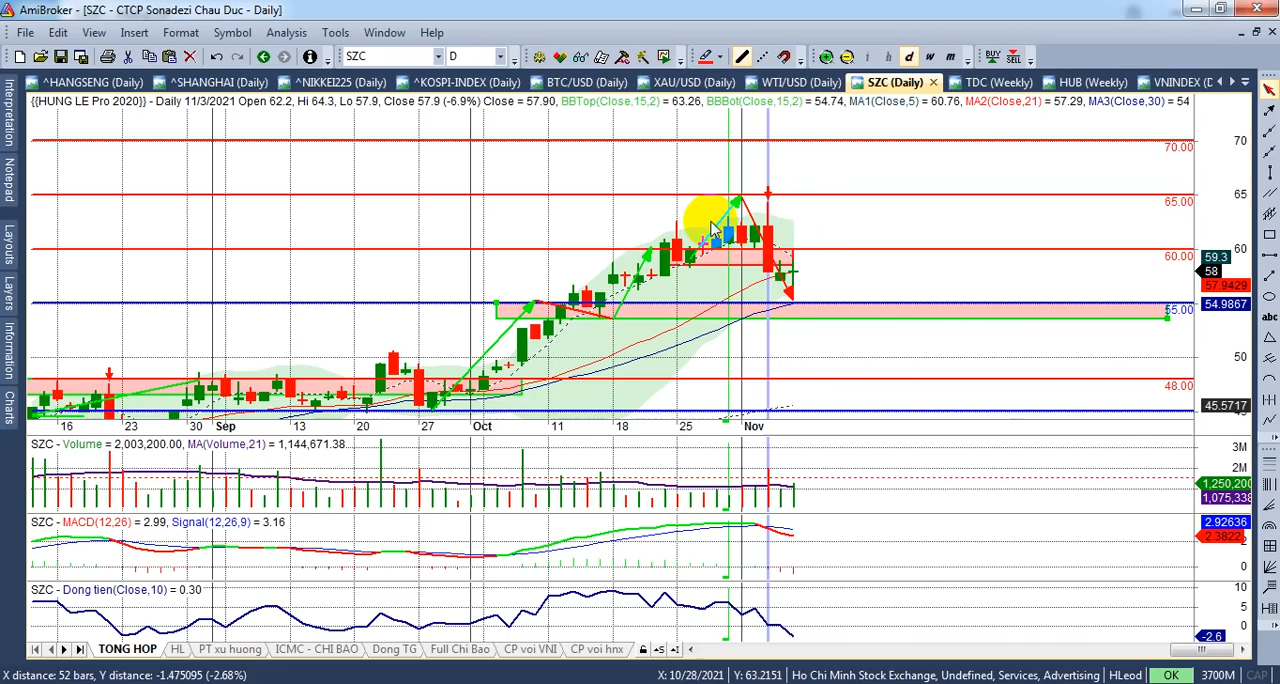 AmiBroker - [SZC - CTCP Sonadezi Chau Duc - Daily]
File Edit View Insert Format Symbol Analysis Tools Window Help
SZC D i h d w m BUY SELL
^HANGSENG (Daily) ^SHANGHAI (Daily) ^NIKKEI225 (Daily) ^KOSPI-INDEX (Daily) BTC/USD (Daily) XAU/USD (Daily) WTI/USD (Daily) SZC (Daily) TDC (Weekly) HUB (Weekly) VNINDEX (D
{{HUNG LE Pro 2020}} - Daily 11/3/2021 Open 62.2, Hi 64.3, Lo 57.9, Close 57.9 (-6.9%) Close = 57.90, BBTop(Close,15,2) = 63.26, BBBot(Close,15,2) = 54.74, MA1(Close,5) = 60.76, MA2(Close,21) = 57.29, MA3(Close,30) = 54
Interpretation
Notepad
Layouts
Layers
Information
Charts
abc
70
70.00
65
65.00
60
60.00
59.3
58
57.9429
54.9867
55.00
50
48.00
45.5717
16 23 30 Sep 13 20 27 Oct 11 18 25 Nov
SZC - Volume = 2,003,200.00, MA(Volume,21) = 1,144,671.38
3M
2M
1,250,200
1,075,338
SZC - MACD(12,26) = 2.99, Signal(12,26,9) = 3.16
2.92636
2.3822
0
SZC - Dong tien(Close,10) = 0.30
10
5
0
-2.6
TONG HOP HL PT xu huong ICMC - CHI BAO Dong TG Full Chi Bao CP voi VNI CP voi hnx
X distance: 52 bars, Y distance: -1.475095 (-2.68%) X: 10/28/2021 Y: 63.2151 Ho Chi Minh Stock Exchange, Undefined, Services, Advertising HLeod OK 3700M CAP